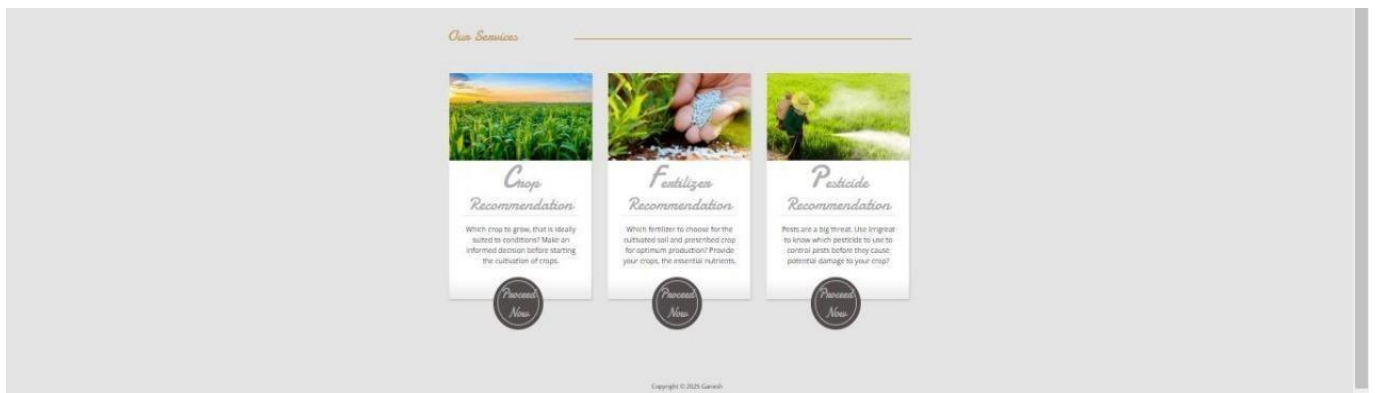 Our Services
Crop
Recommendation
Which crop to grow, that is ideally
suited to conditions? Make an
informed decision before starting
the cultivation of crops.
Proceed
Now
Fertilizer
Recommendation
Which fertilizer to choose for the
cultivated soil and prescribed crop
for optimum production? Provide
your crops, the essential nutrients.
Proceed
Now
Pesticide
Recommendation
Pests are a big threat. Use Irrigreat
to know which pesticide to use to
control pests before they cause
potential damage to your crop?
Proceed
Now
Copyright © 2025 Ganesh